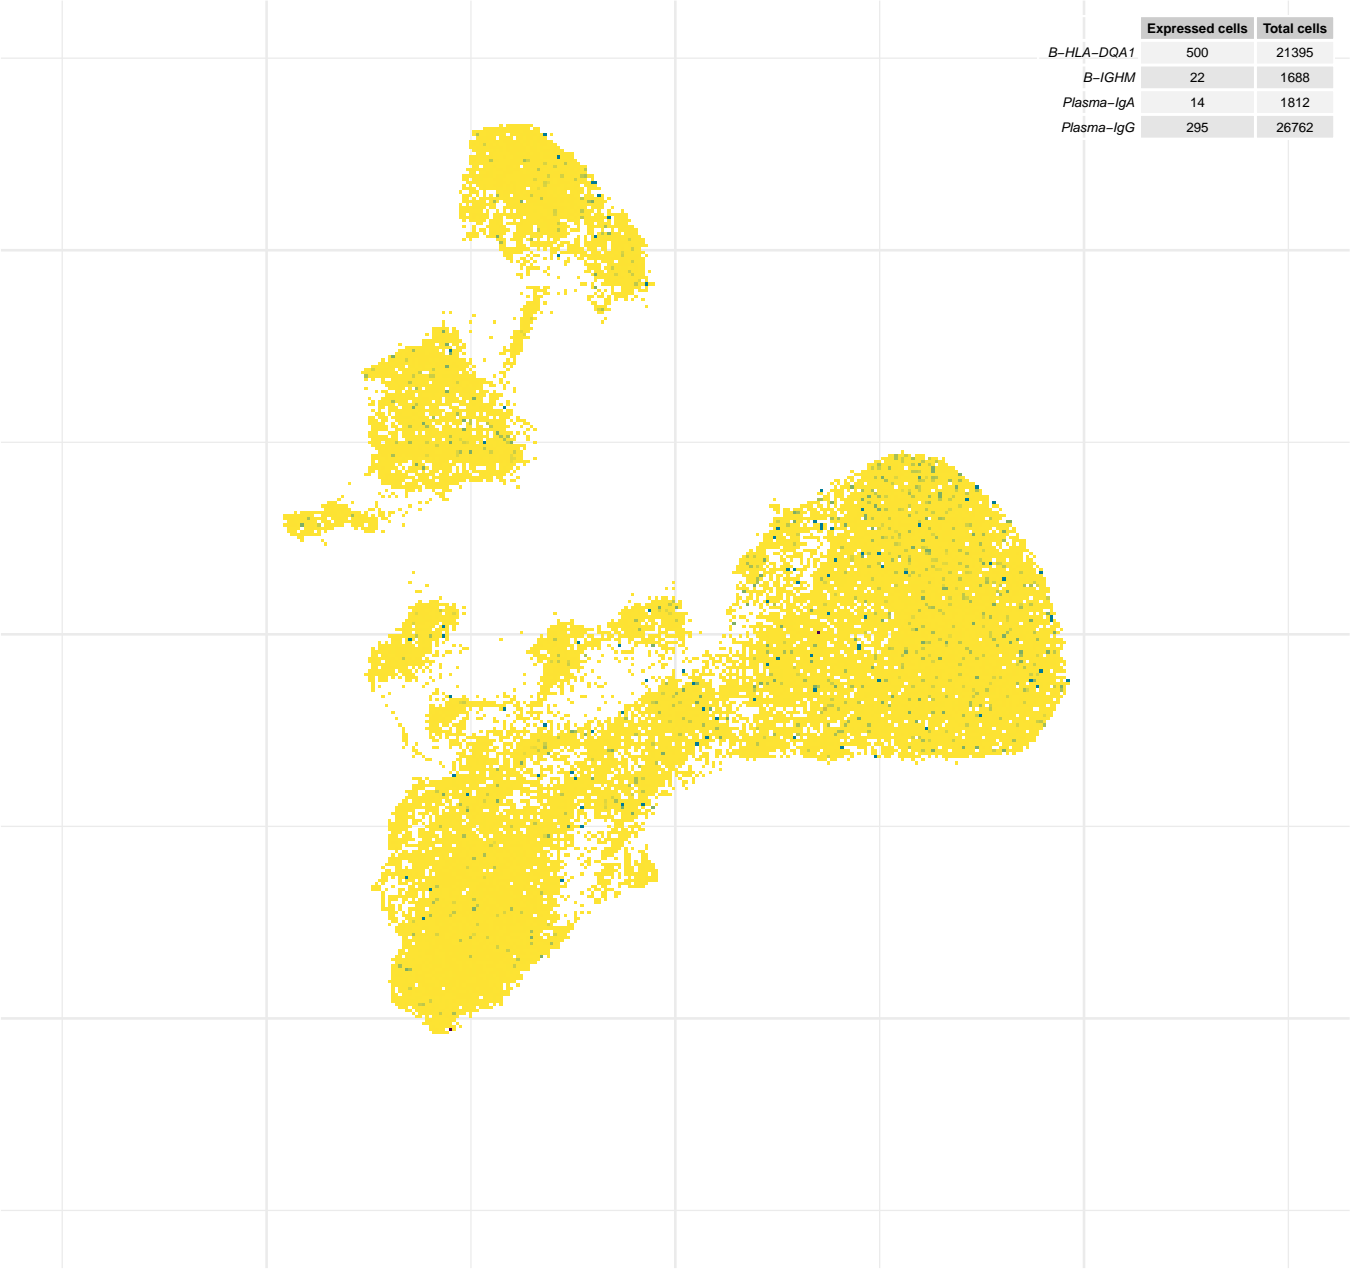 Expressed cells Total cells
B−HLA−DQA1 500 21395
B−IGHM 22 1688
Plasma−IgA 14 1812
Plasma−IgG 295 26762